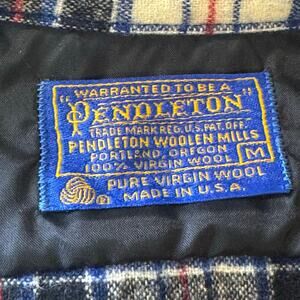 "WARRANTED TO BE A
PENDLETON"
TRADE MARK REG. U.S. PAT. OFF.
PENDLETON WOOLEN MILLS
PORTLAND, OREGON
100% VIRGIN WOOL
M
PURE VIRGIN WOOL
MADE IN U.S.A.